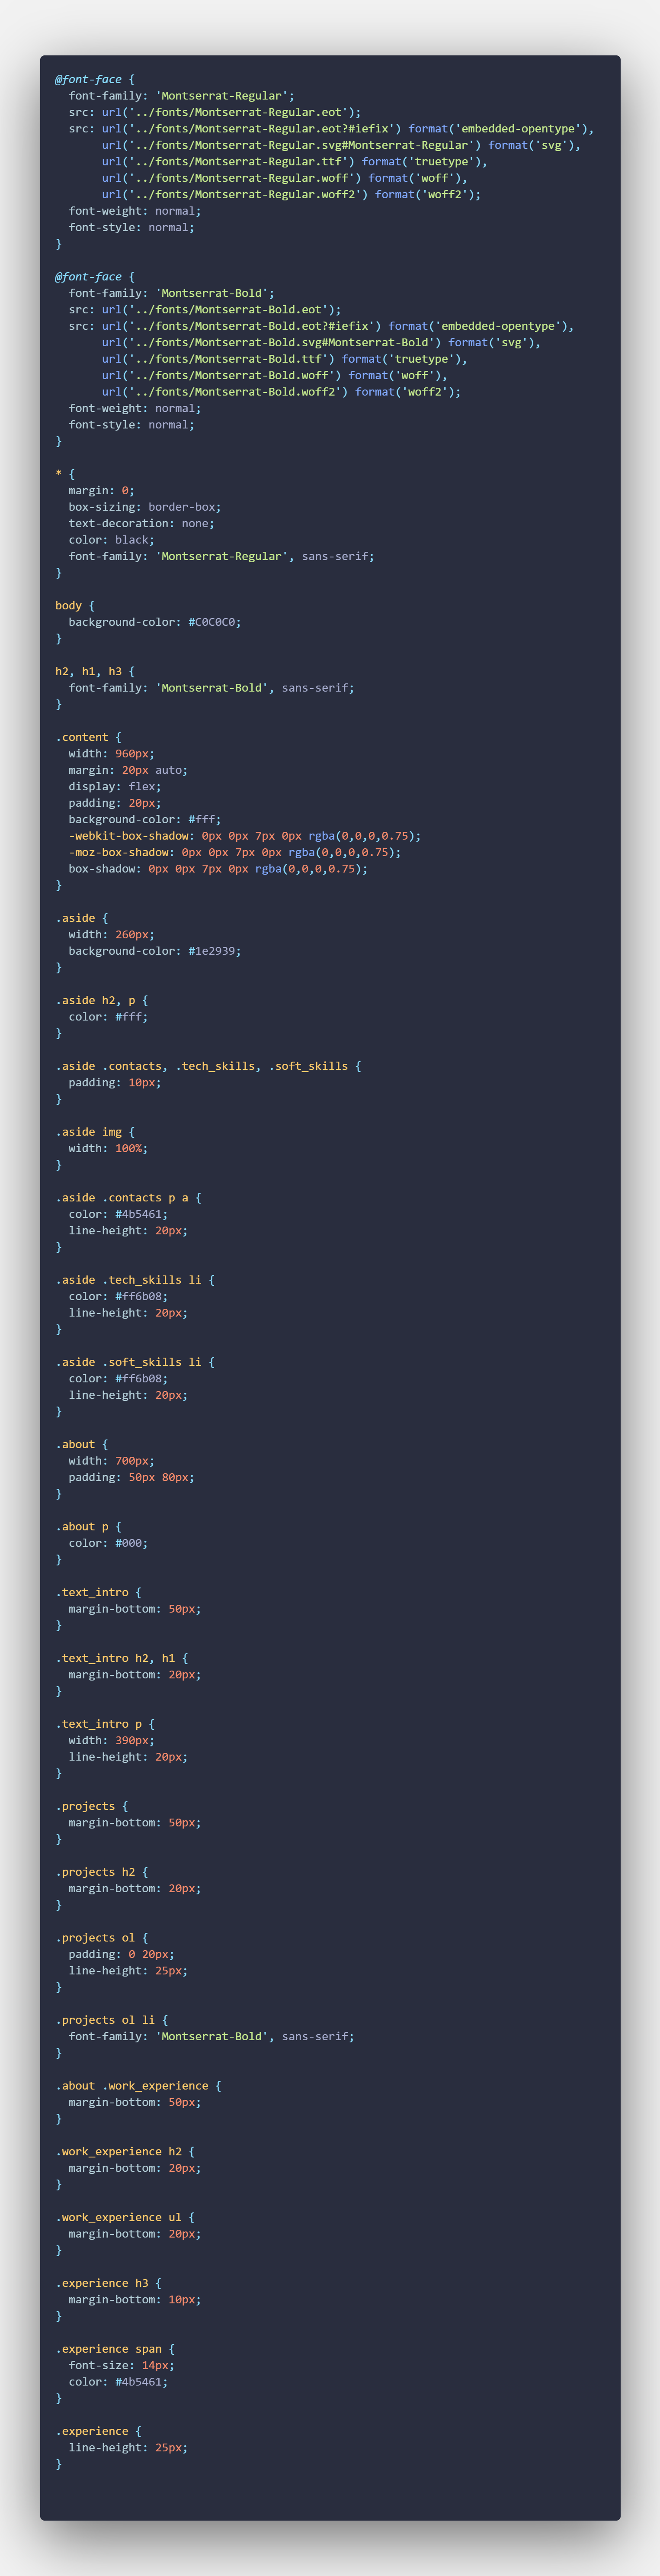 @font-face {
  font-family: 'Montserrat-Regular';
  src: url('../fonts/Montserrat-Regular.eot');
  src: url('../fonts/Montserrat-Regular.eot?#iefix') format('embedded-opentype'),
       url('../fonts/Montserrat-Regular.svg#Montserrat-Regular') format('svg'),
       url('../fonts/Montserrat-Regular.ttf') format('truetype'),
       url('../fonts/Montserrat-Regular.woff') format('woff'),
       url('../fonts/Montserrat-Regular.woff2') format('woff2');
  font-weight: normal;
  font-style: normal;
}

@font-face {
  font-family: 'Montserrat-Bold';
  src: url('../fonts/Montserrat-Bold.eot');
  src: url('../fonts/Montserrat-Bold.eot?#iefix') format('embedded-opentype'),
       url('../fonts/Montserrat-Bold.svg#Montserrat-Bold') format('svg'),
       url('../fonts/Montserrat-Bold.ttf') format('truetype'),
       url('../fonts/Montserrat-Bold.woff') format('woff'),
       url('../fonts/Montserrat-Bold.woff2') format('woff2');
  font-weight: normal;
  font-style: normal;
}

* {
  margin: 0;
  box-sizing: border-box;
  text-decoration: none;
  color: black;
  font-family: 'Montserrat-Regular', sans-serif;
}

body {
  background-color: #C0C0C0;
}

h2, h1, h3 {
  font-family: 'Montserrat-Bold', sans-serif;
}

.content {
  width: 960px;
  margin: 20px auto;
  display: flex;
  padding: 20px;
  background-color: #fff;
  -webkit-box-shadow: 0px 0px 7px 0px rgba(0,0,0,0.75);
  -moz-box-shadow: 0px 0px 7px 0px rgba(0,0,0,0.75);
  box-shadow: 0px 0px 7px 0px rgba(0,0,0,0.75);
}

.aside {
  width: 260px;
  background-color: #1e2939;
}

.aside h2, p {
  color: #fff;
}

.aside .contacts, .tech_skills, .soft_skills {
  padding: 10px;
}

.aside img {
  width: 100%;
}

.aside .contacts p a {
  color: #4b5461;
  line-height: 20px;
}

.aside .tech_skills li {
  color: #ff6b08;
  line-height: 20px;
}

.aside .soft_skills li {
  color: #ff6b08;
  line-height: 20px;
}

.about {
  width: 700px;
  padding: 50px 80px;
}

.about p {
  color: #000;
}

.text_intro {
  margin-bottom: 50px;
}

.text_intro h2, h1 {
  margin-bottom: 20px;
}

.text_intro p {
  width: 390px;
  line-height: 20px;
}

.projects {
  margin-bottom: 50px;
}

.projects h2 {
  margin-bottom: 20px;
}

.projects ol {
  padding: 0 20px;
  line-height: 25px;
}

.projects ol li {
  font-family: 'Montserrat-Bold', sans-serif;
}

.about .work_experience {
  margin-bottom: 50px;
}

.work_experience h2 {
  margin-bottom: 20px;
}

.work_experience ul {
  margin-bottom: 20px;
}

.experience h3 {
  margin-bottom: 10px;
}

.experience span {
  font-size: 14px;
  color: #4b5461;
}

.experience {
  line-height: 25px;
}